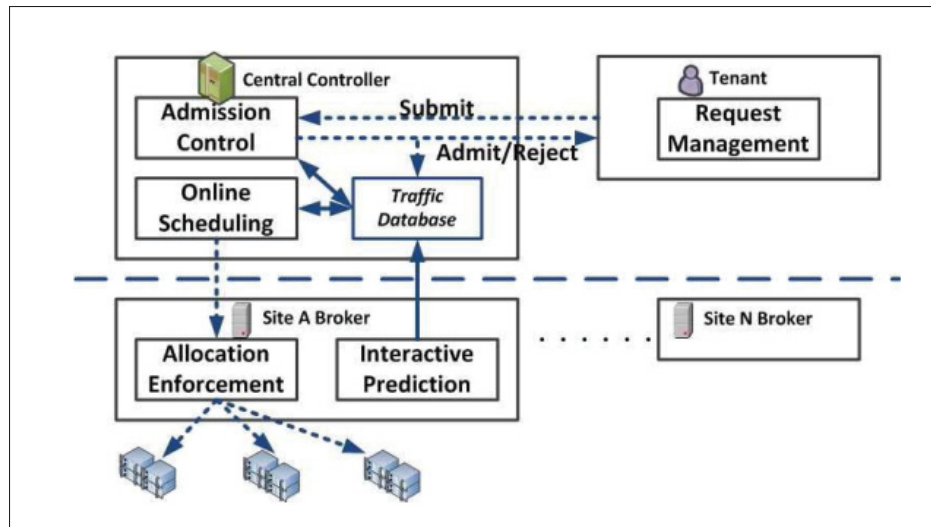 Central Controller
Admission
Control
Submit
Admit/Reject
Tenant
Request
Management
Online
Scheduling
Traffic
Database
Site A Broker
Allocation
Enforcement
Interactive
Prediction
. . . . . .
Site N Broker